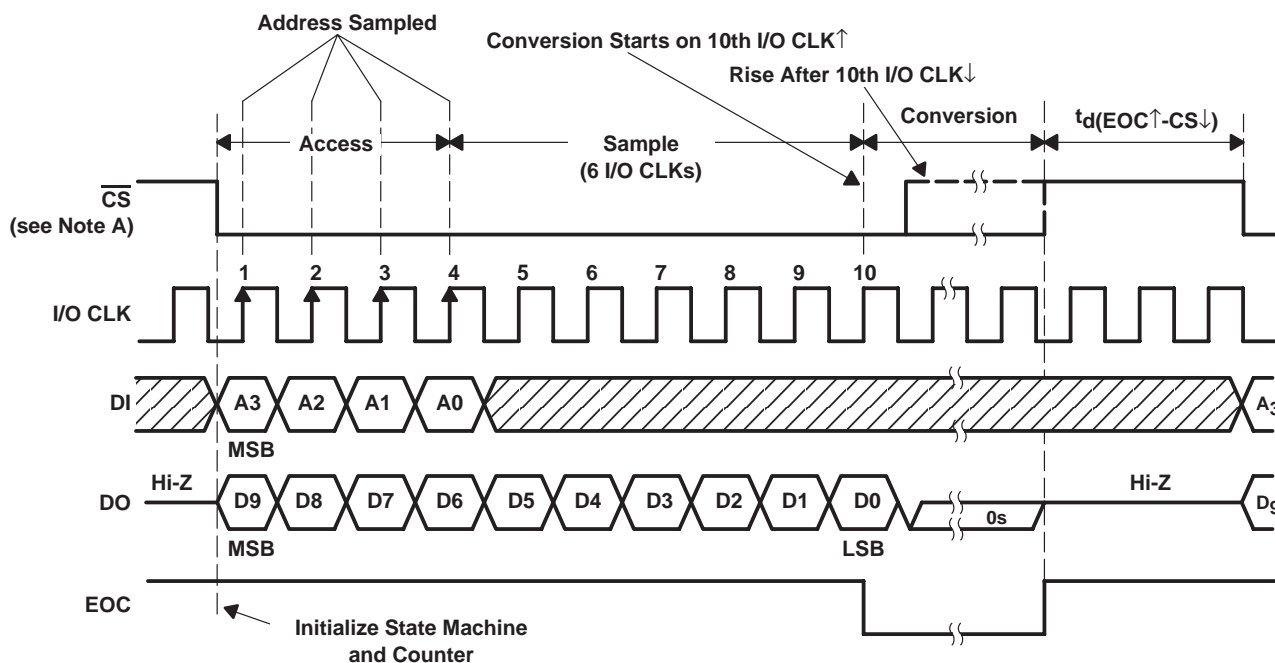 Address Sampled
Conversion Starts on 10th I/O CLK↑
Rise After 10th I/O CLK↓
Access
Sample
(6 I/O CLKs)
Conversion
td(EOC↑-CS↓)
CS
(see Note A)
1 2 3 4 5 6 7 8 9 10
I/O CLK
DI
A3 A2 A1 A0 A3
MSB
Hi-Z
Hi-Z
DO
D9 D8 D7 D6 D5 D4 D3 D2 D1 D0 0s D9
MSB
LSB
EOC
Initialize State Machine
and Counter